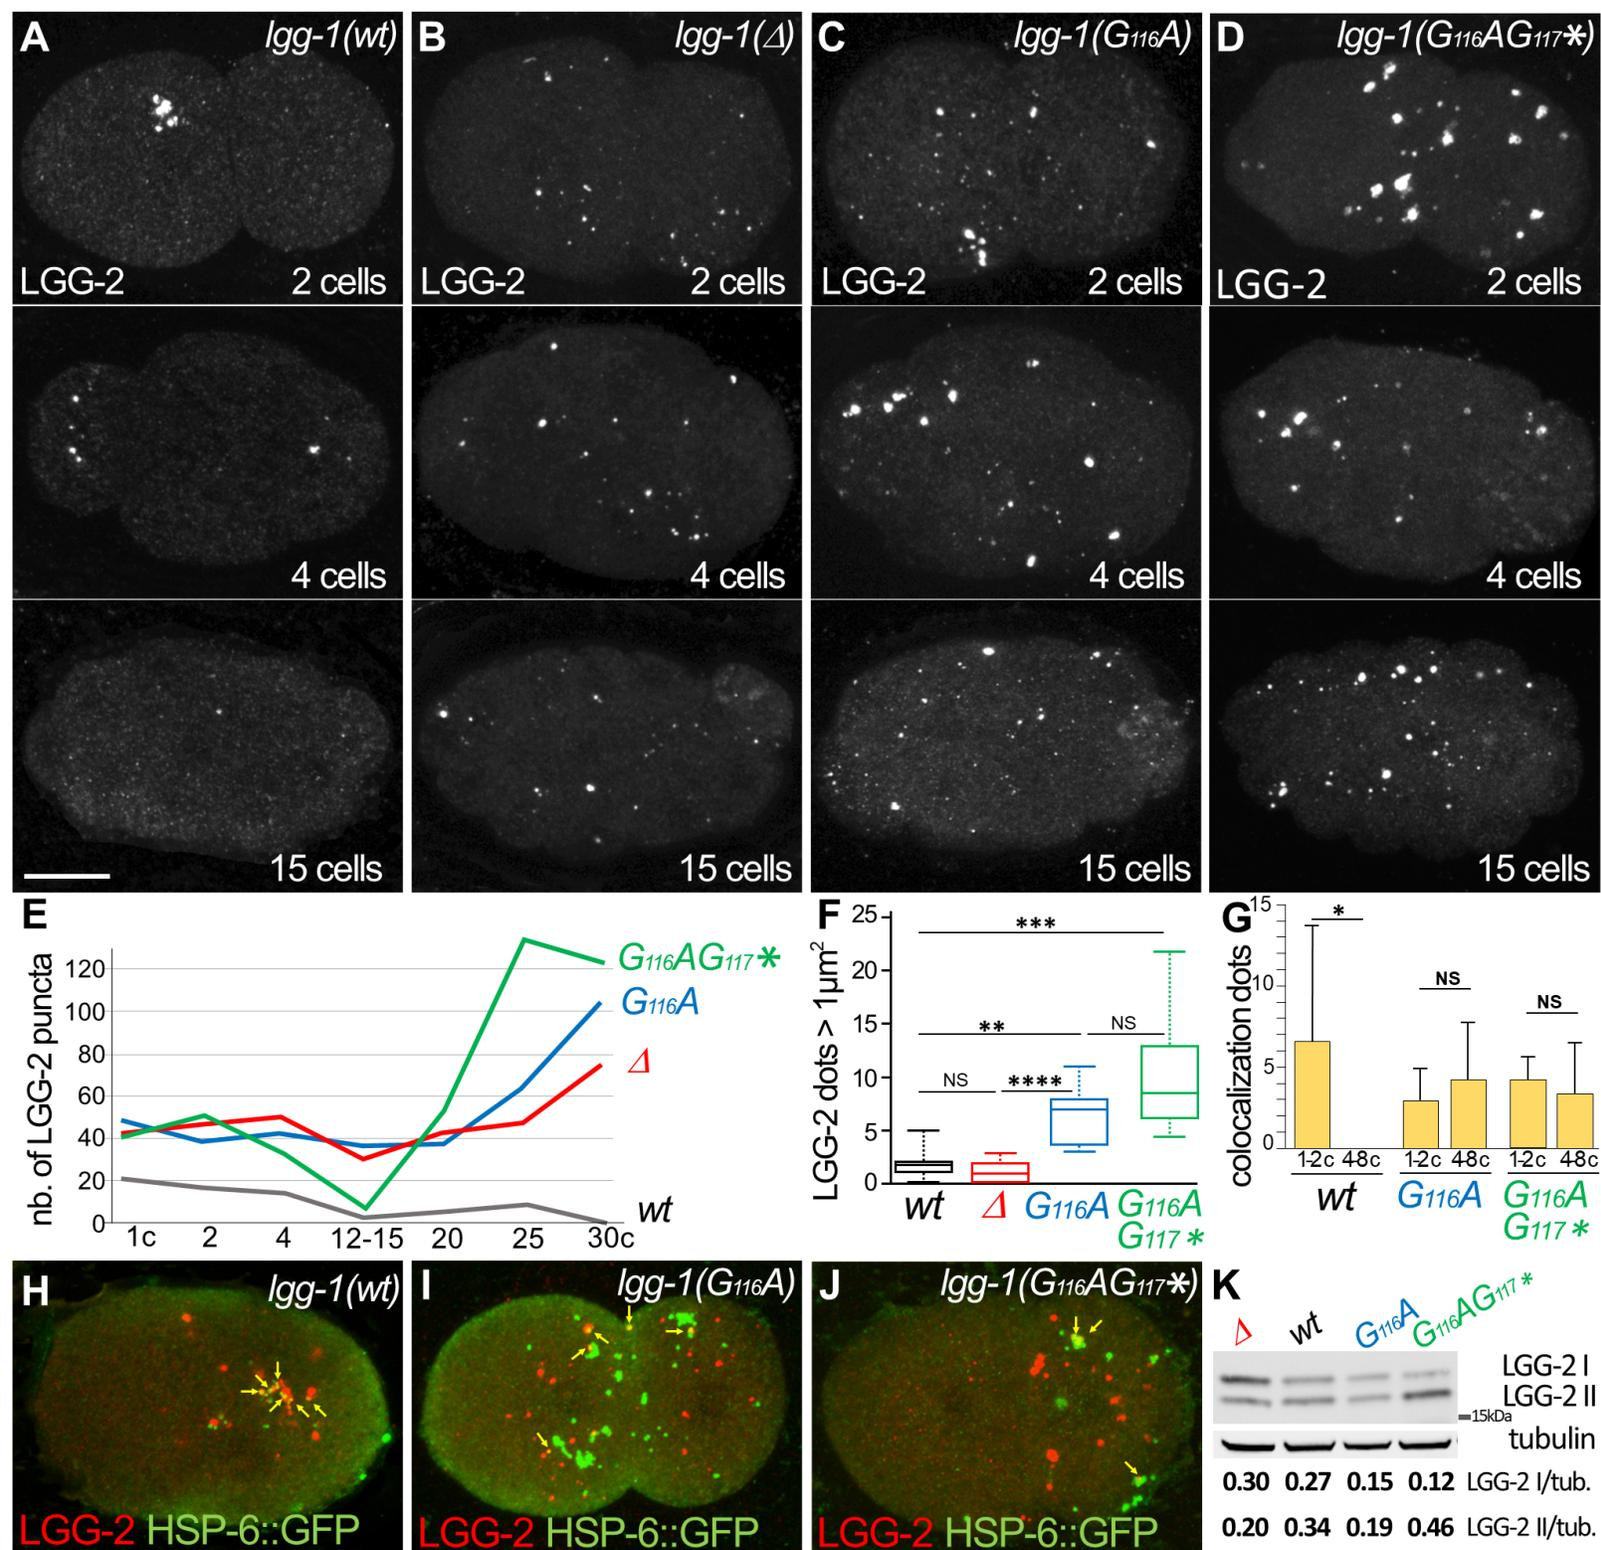 A lgg-1(wt)
LGG-2 2 cells
4 cells
15 cells
B lgg-1(Δ)
LGG-2 2 cells
4 cells
15 cells
C lgg-1(G116A)
LGG-2 2 cells
4 cells
15 cells
D lgg-1(G116AG117*)
LGG-2 2 cells
4 cells
15 cells
E
nb. of LGG-2 puncta
120
100
80
60
40
20
0
1c 2 4 12-15 20 25 30c
G116AG117*
G116A
Δ
wt
F
LGG-2 dots > 1µm2
25
20
15
10
5
0
***
**
NS
NS
****
wt Δ G116A G116A
G117*
G
colocalization dots
15
10
5
0
*
NS
NS
1-2c 48c 1-2c 48c 1-2c 48c
wt G116A G116A
G117*
H lgg-1(wt)
LGG-2 HSP-6::GFP
I lgg-1(G116A)
LGG-2 HSP-6::GFP
J lgg-1(G116AG117*)
LGG-2 HSP-6::GFP
K
Δ wt G116A G116AG117*
LGG-2 I
LGG-2 II
15kDa
tubulin
0.30 0.27 0.15 0.12 LGG-2 I/tub.
0.20 0.34 0.19 0.46 LGG-2 II/tub.